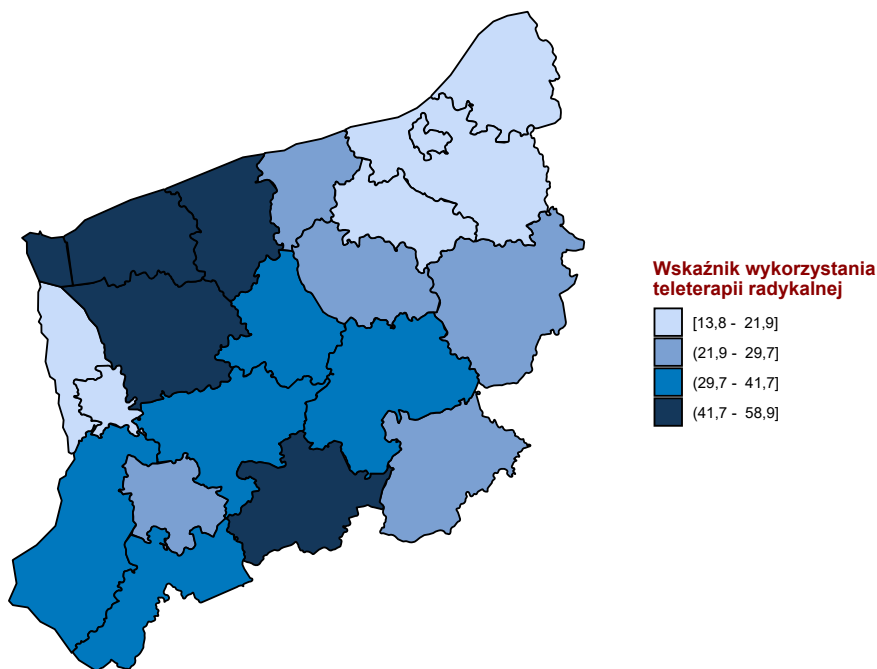 Wskaźnik wykorzystania
teleterapii radykalnej
[13,8 - 21,9]
(21,9 - 29,7]
(29,7 - 41,7]
(41,7 - 58,9]